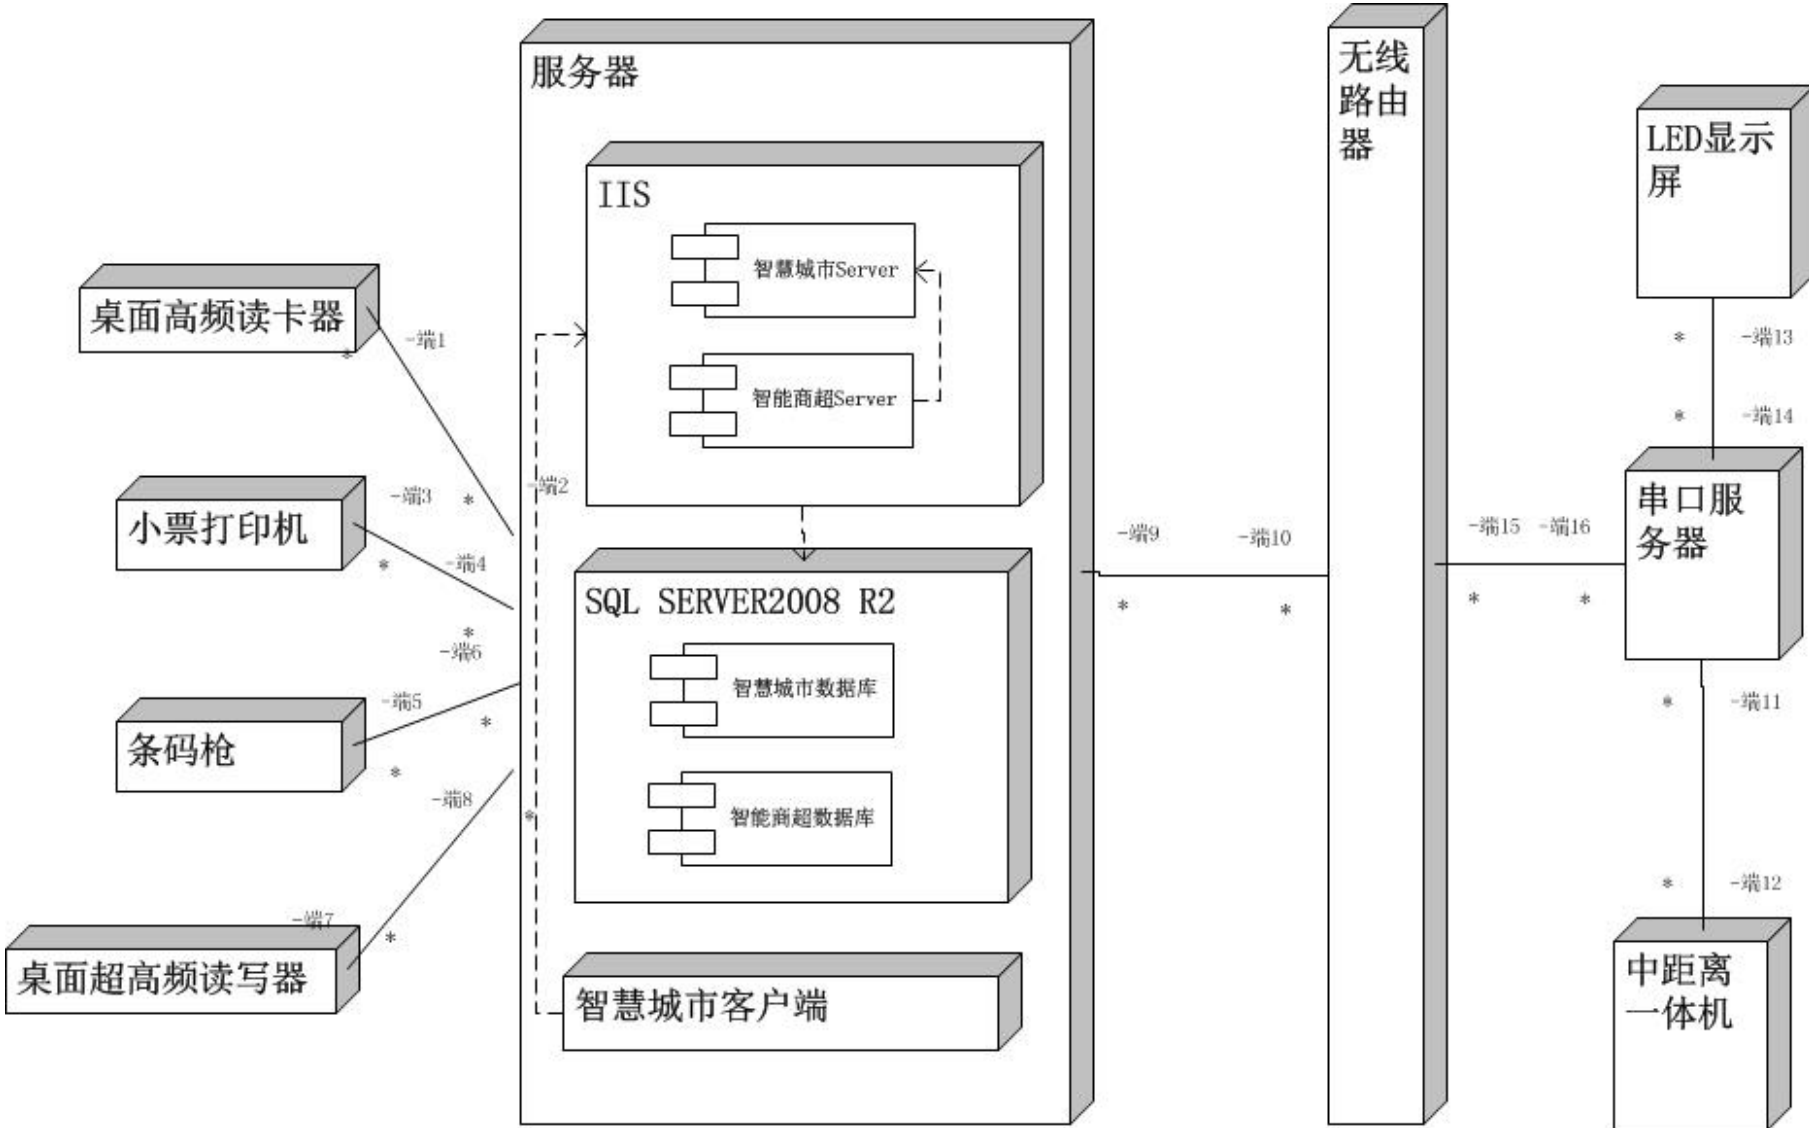 服务器
IIS
智慧城市Server
智能商超Server
SQL SERVER2008 R2
智慧城市数据库
智能商超数据库
智慧城市客户端
桌面高频读卡器
小票打印机
条码枪
桌面超高频读写器
*
-端1
-端2
*
-端3
*
-端4
*
-端6
-端5
*
*
-端8
*
-端7
*
-端9
*
-端10
*
无线
路由
器
-端15
-端16
*
*
LED显示
屏
*
-端13
*
-端14
串口服
务器
*
-端11
*
-端12
中距离
一体机